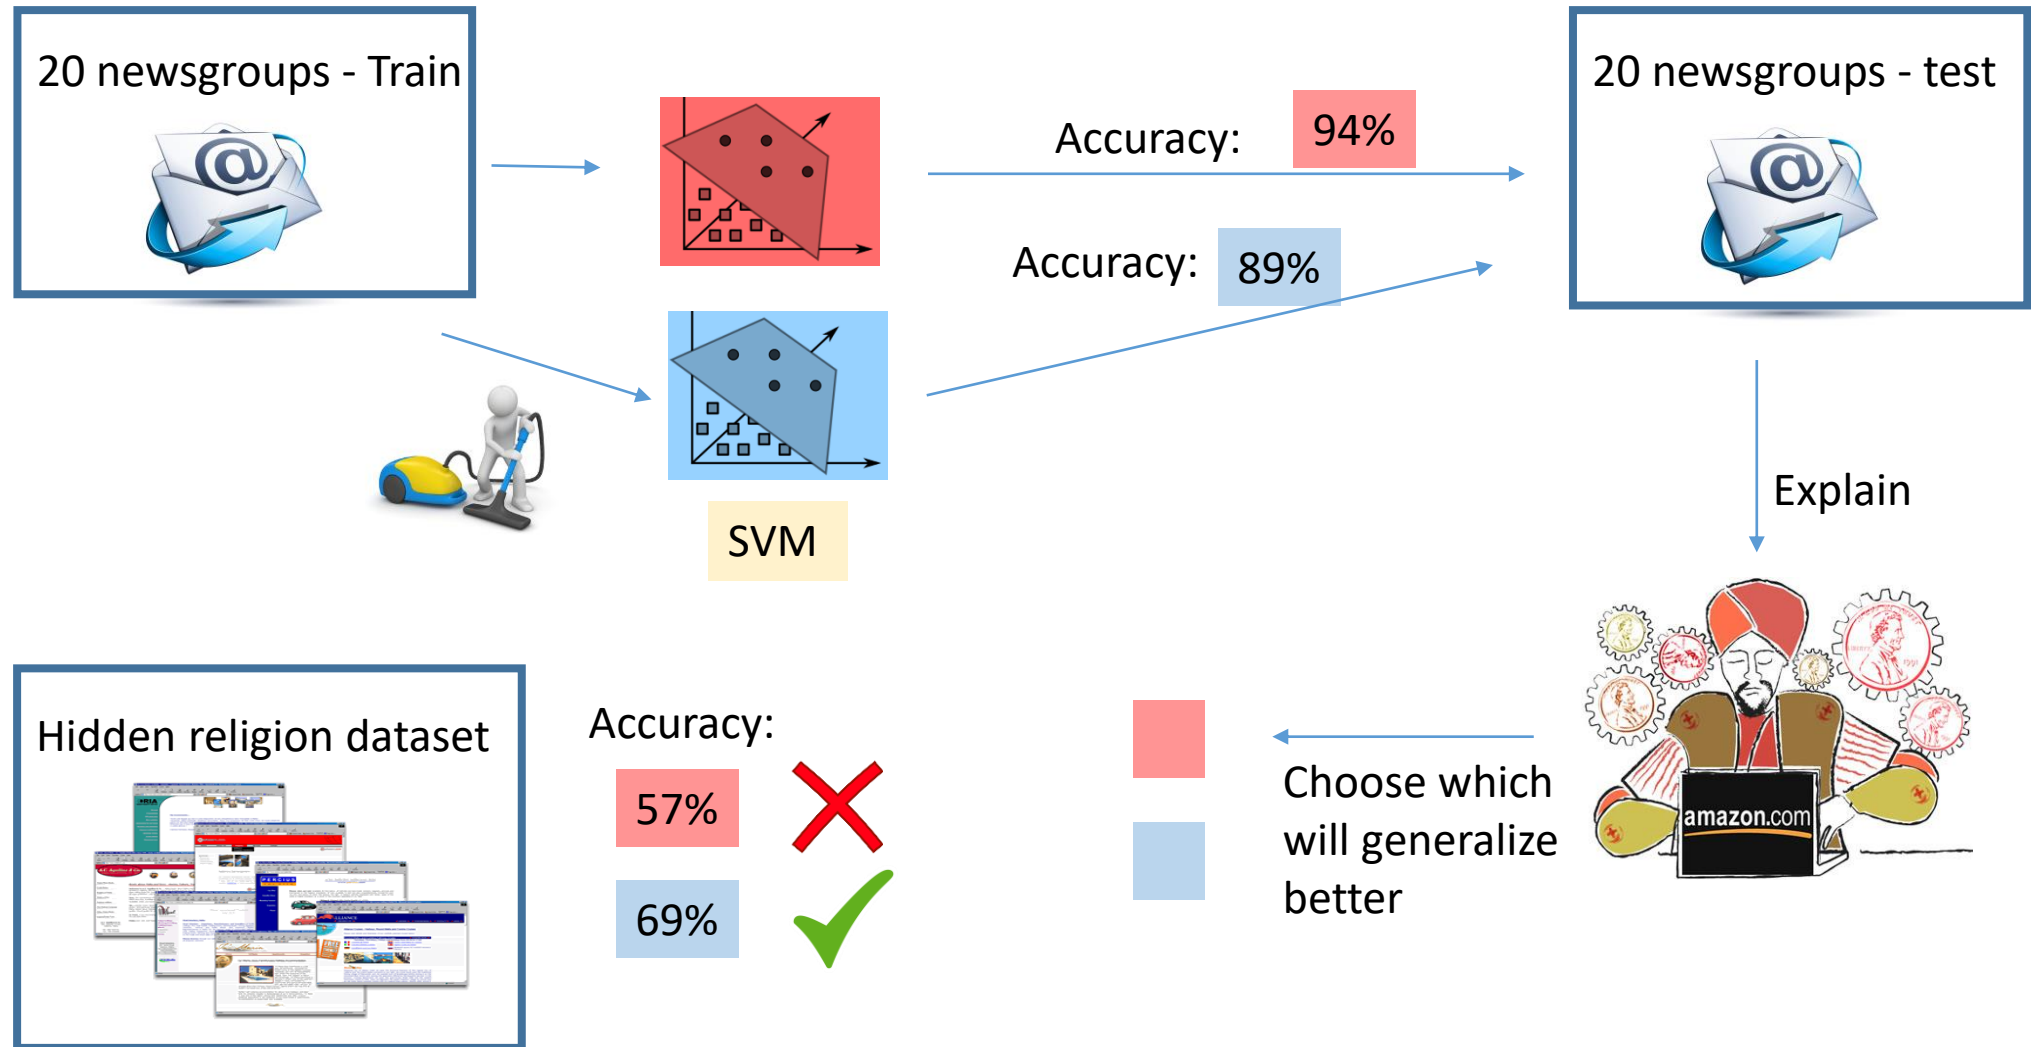 20 newsgroups - Train
20 newsgroups - test
Accuracy: 94%
Accuracy: 89%
SVM
Explain
amazon.com
Choose which
will generalize
better
Hidden religion dataset
Accuracy:
57%
69%